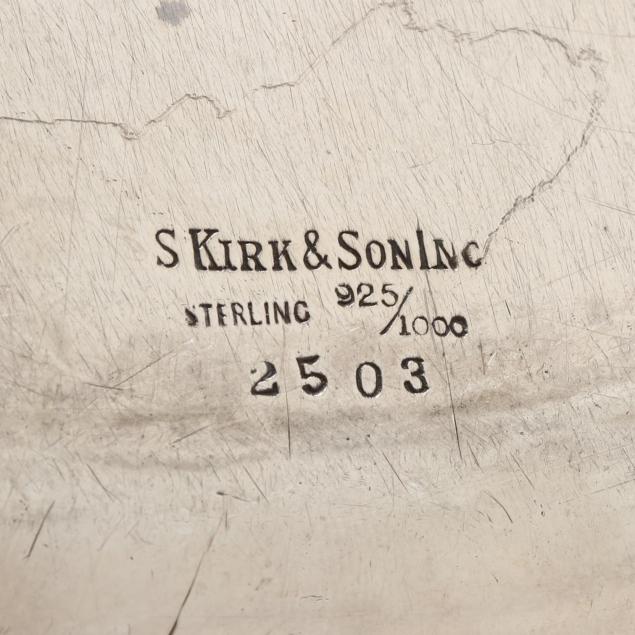 S KIRK & SON INC
STERLING 925/1000
2503